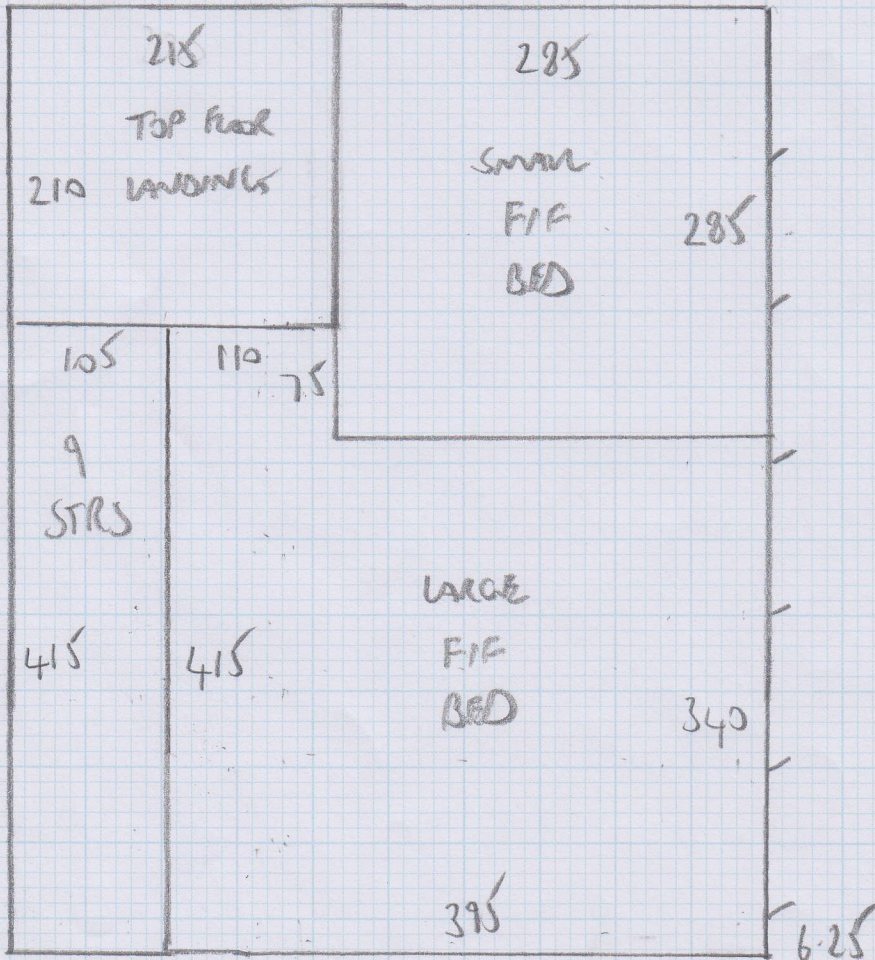 215
TOP FLOOR
210 LANDINGS
285
SMALL
F/F
BED
285
105
110
75
9
STRS
415
415
LARGE
F/F
BED
340
395
6.25